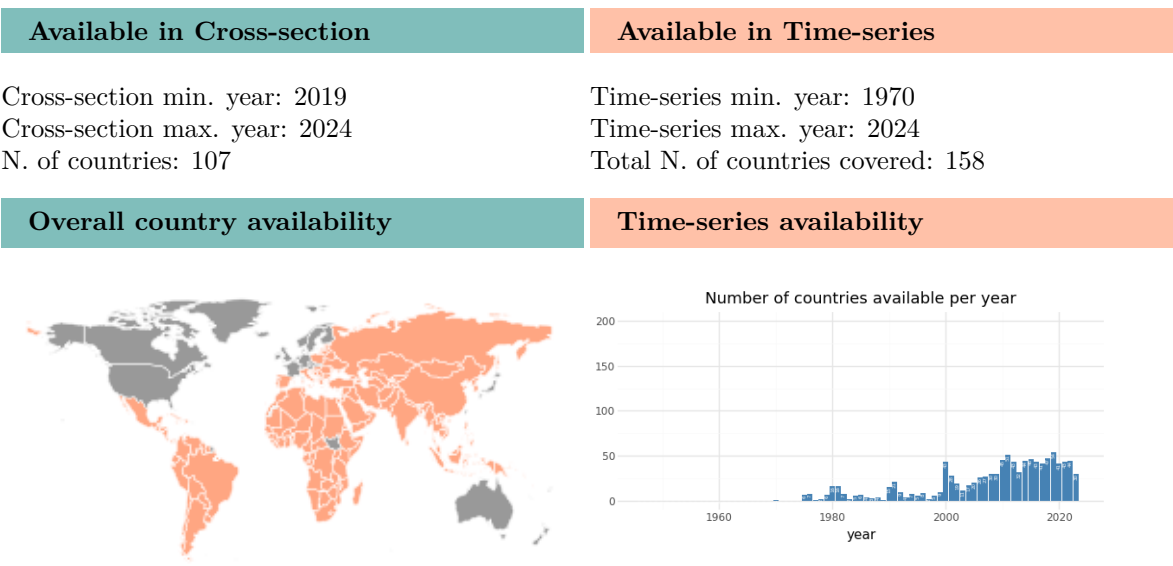 Available in Cross-section
Available in Time-series
Cross-section min. year: 2019
Cross-section max. year: 2024
N. of countries: 107
Time-series min. year: 1970
Time-series max. year: 2024
Total N. of countries covered: 158
Overall country availability
Time-series availability
Number of countries available per year
200
150
100
50
0
1960
1980
2000
2020
year